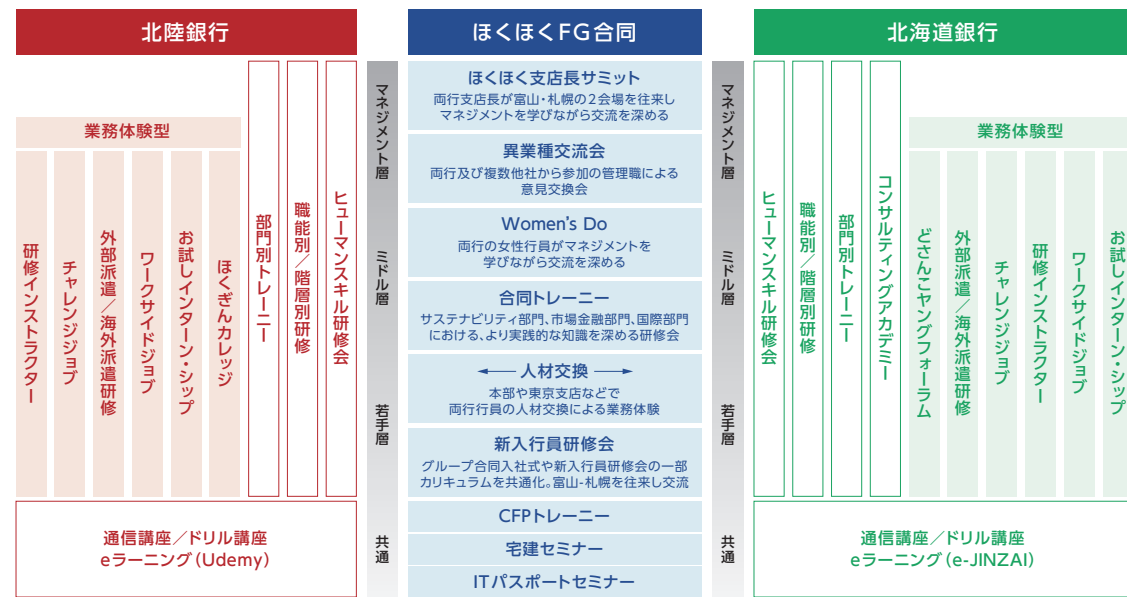 北陸銀行
業務体験型
研修インストラクター
チャレンジジョブ
外部派遣／海外派遣研修
ワークサイドジョブ
お試しインターン・シップ
ほくぎんカレッジ
部門別トレーニー
職能別／階層別研修
ヒューマンスキル研修会
通信講座／ドリル講座
eラーニング（Udemy）
マネジメント層
ミドル層
若手層
共通
ほくほくFG合同
ほくほく支店長サミット
両行支店長が富山・札幌の2会場を往来し
マネジメントを学びながら交流を深める
異業種交流会
両行及び複数他社から参加の管理職による
意見交換会
Women's Do
両行の女性行員がマネジメントを
学びながら交流を深める
合同トレーニー
サステナビリティ部門、市場金融部門、国際部門
における、より実践的な知識を深める研修会
人材交換
本部や東京支店などで
両行行員の人材交換による業務体験
新入行員研修会
グループ合同入社式や新入行員研修会の一部
カリキュラムを共通化。富山-札幌を往来し交流
CFPトレーニー
宅建セミナー
ITパスポートセミナー
マネジメント層
ミドル層
若手層
共通
北海道銀行
ヒューマンスキル研修会
職能別／階層別研修
部門別トレーニー
コンサルティングアカデミー
業務体験型
どさんこヤングフォーラム
外部派遣／海外派遣研修
チャレンジジョブ
研修インストラクター
ワークサイドジョブ
お試しインターン・シップ
通信講座／ドリル講座
eラーニング（e-JINZAI）